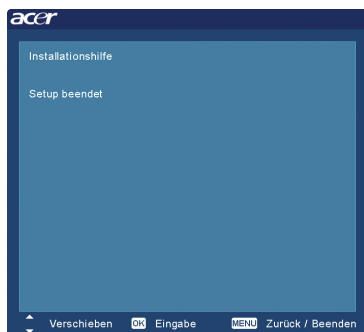 acer
Installationshilfe
Setup beendet
Verschieben OK Eingabe MENU Zurück / Beenden